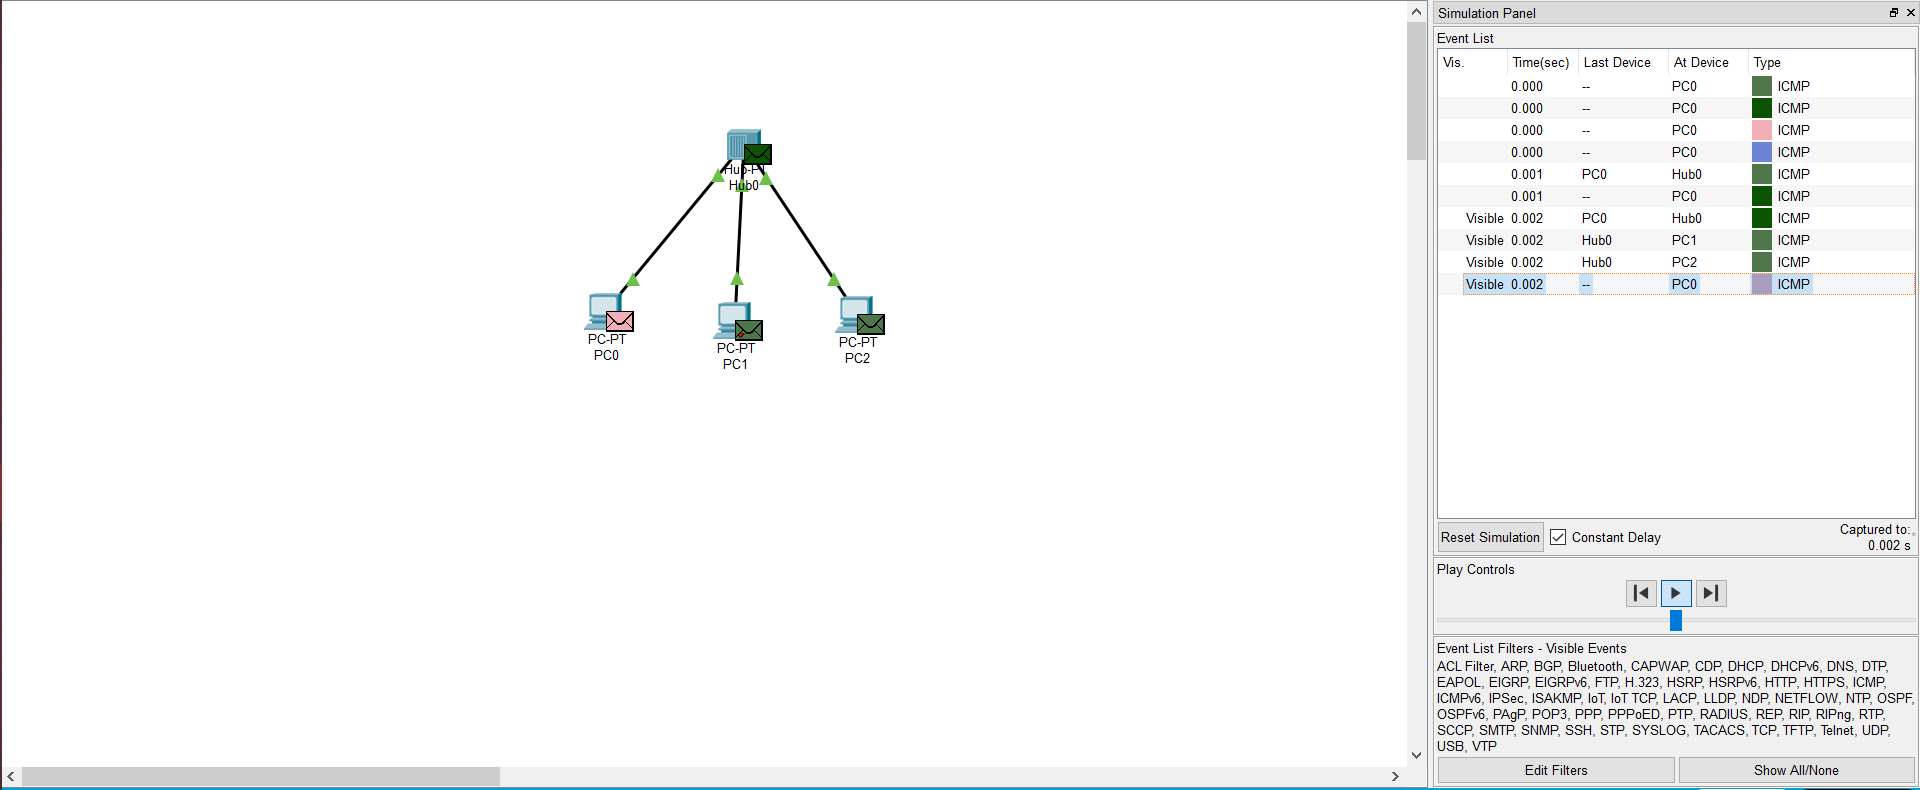 Simulation Panel
Event List
Vis. Time(sec) Last Device At Device Type
0.000 -- PC0 ICMP
0.000 -- PC0 ICMP
0.000 -- PC0 ICMP
0.000 -- PC0 ICMP
0.001 PC0 Hub0 ICMP
0.001 -- PC0 ICMP
Visible 0.002 PC0 Hub0 ICMP
Visible 0.002 Hub0 PC1 ICMP
Visible 0.002 Hub0 PC2 ICMP
Visible 0.002 -- PC0 ICMP
Hub-PT
Hub0
PC-PT
PC0
PC-PT
PC1
PC-PT
PC2
Reset Simulation
Constant Delay
Captured to:
0.002 s
Play Controls
Event List Filters - Visible Events
ACL Filter, ARP, BGP, Bluetooth, CAPWAP, CDP, DHCP, DHCPv6, DNS, DTP,
EAPOL, EIGRP, EIGRPv6, FTP, H.323, HSRP, HSRPv6, HTTP, HTTPS, ICMP,
ICMPv6, IPSec, ISAKMP, IoT, IoT TCP, LACP, LLDP, NDP, NETFLOW, NTP, OSPF,
OSPFv6, PAgP, POP3, PPP, PPPoED, PTP, RADIUS, REP, RIP, RIPng, RTP,
SCCP, SMTP, SNMP, SSH, STP, SYSLOG, TACACS, TCP, TFTP, Telnet, UDP,
USB, VTP
Edit Filters
Show All/None